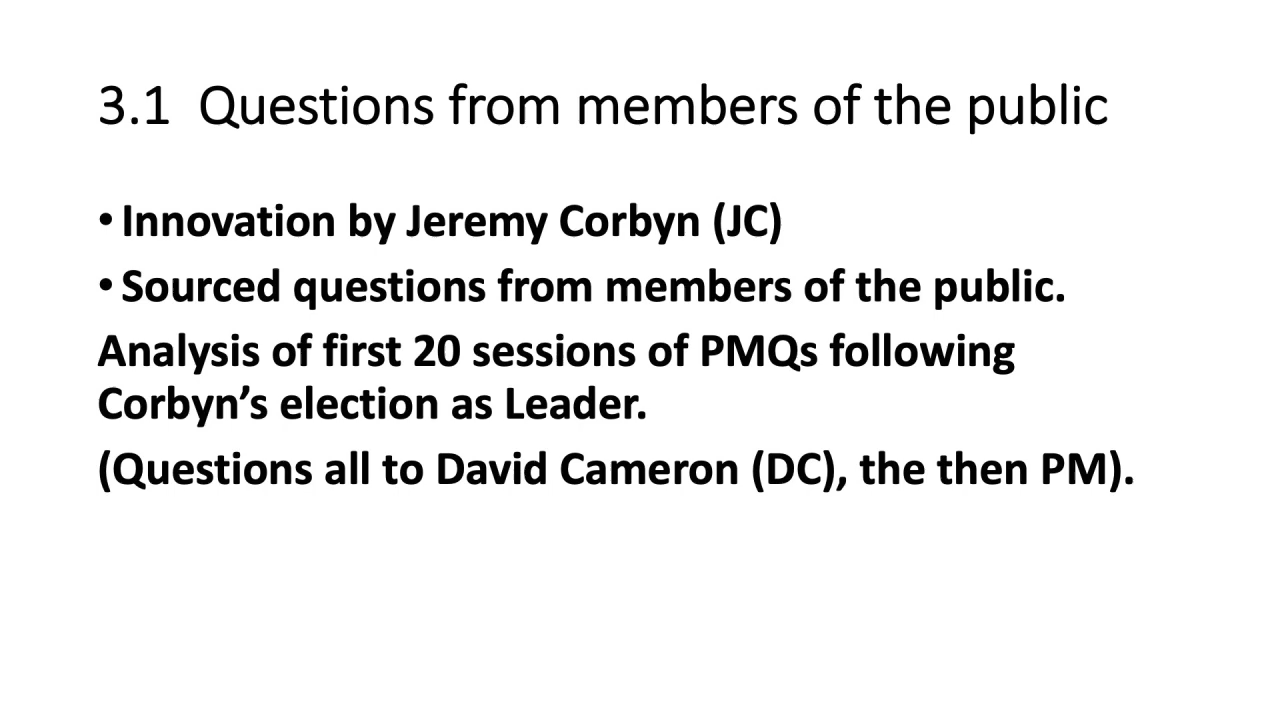 3.1 Questions from members of the public
• Innovation by Jeremy Corbyn (JC)
• Sourced questions from members of the public.
Analysis of first 20 sessions of PMQs following
Corbyn’s election as Leader.
(Questions all to David Cameron (DC), the then PM).